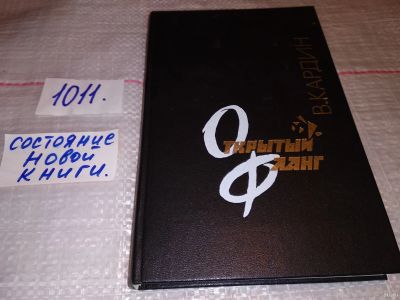 1011.
СОСТОЯНИЕ
НОВОЙ
КНИГИ.
В.КАРДИН
ОТКРЫТЫЙ
ФЛАНГ